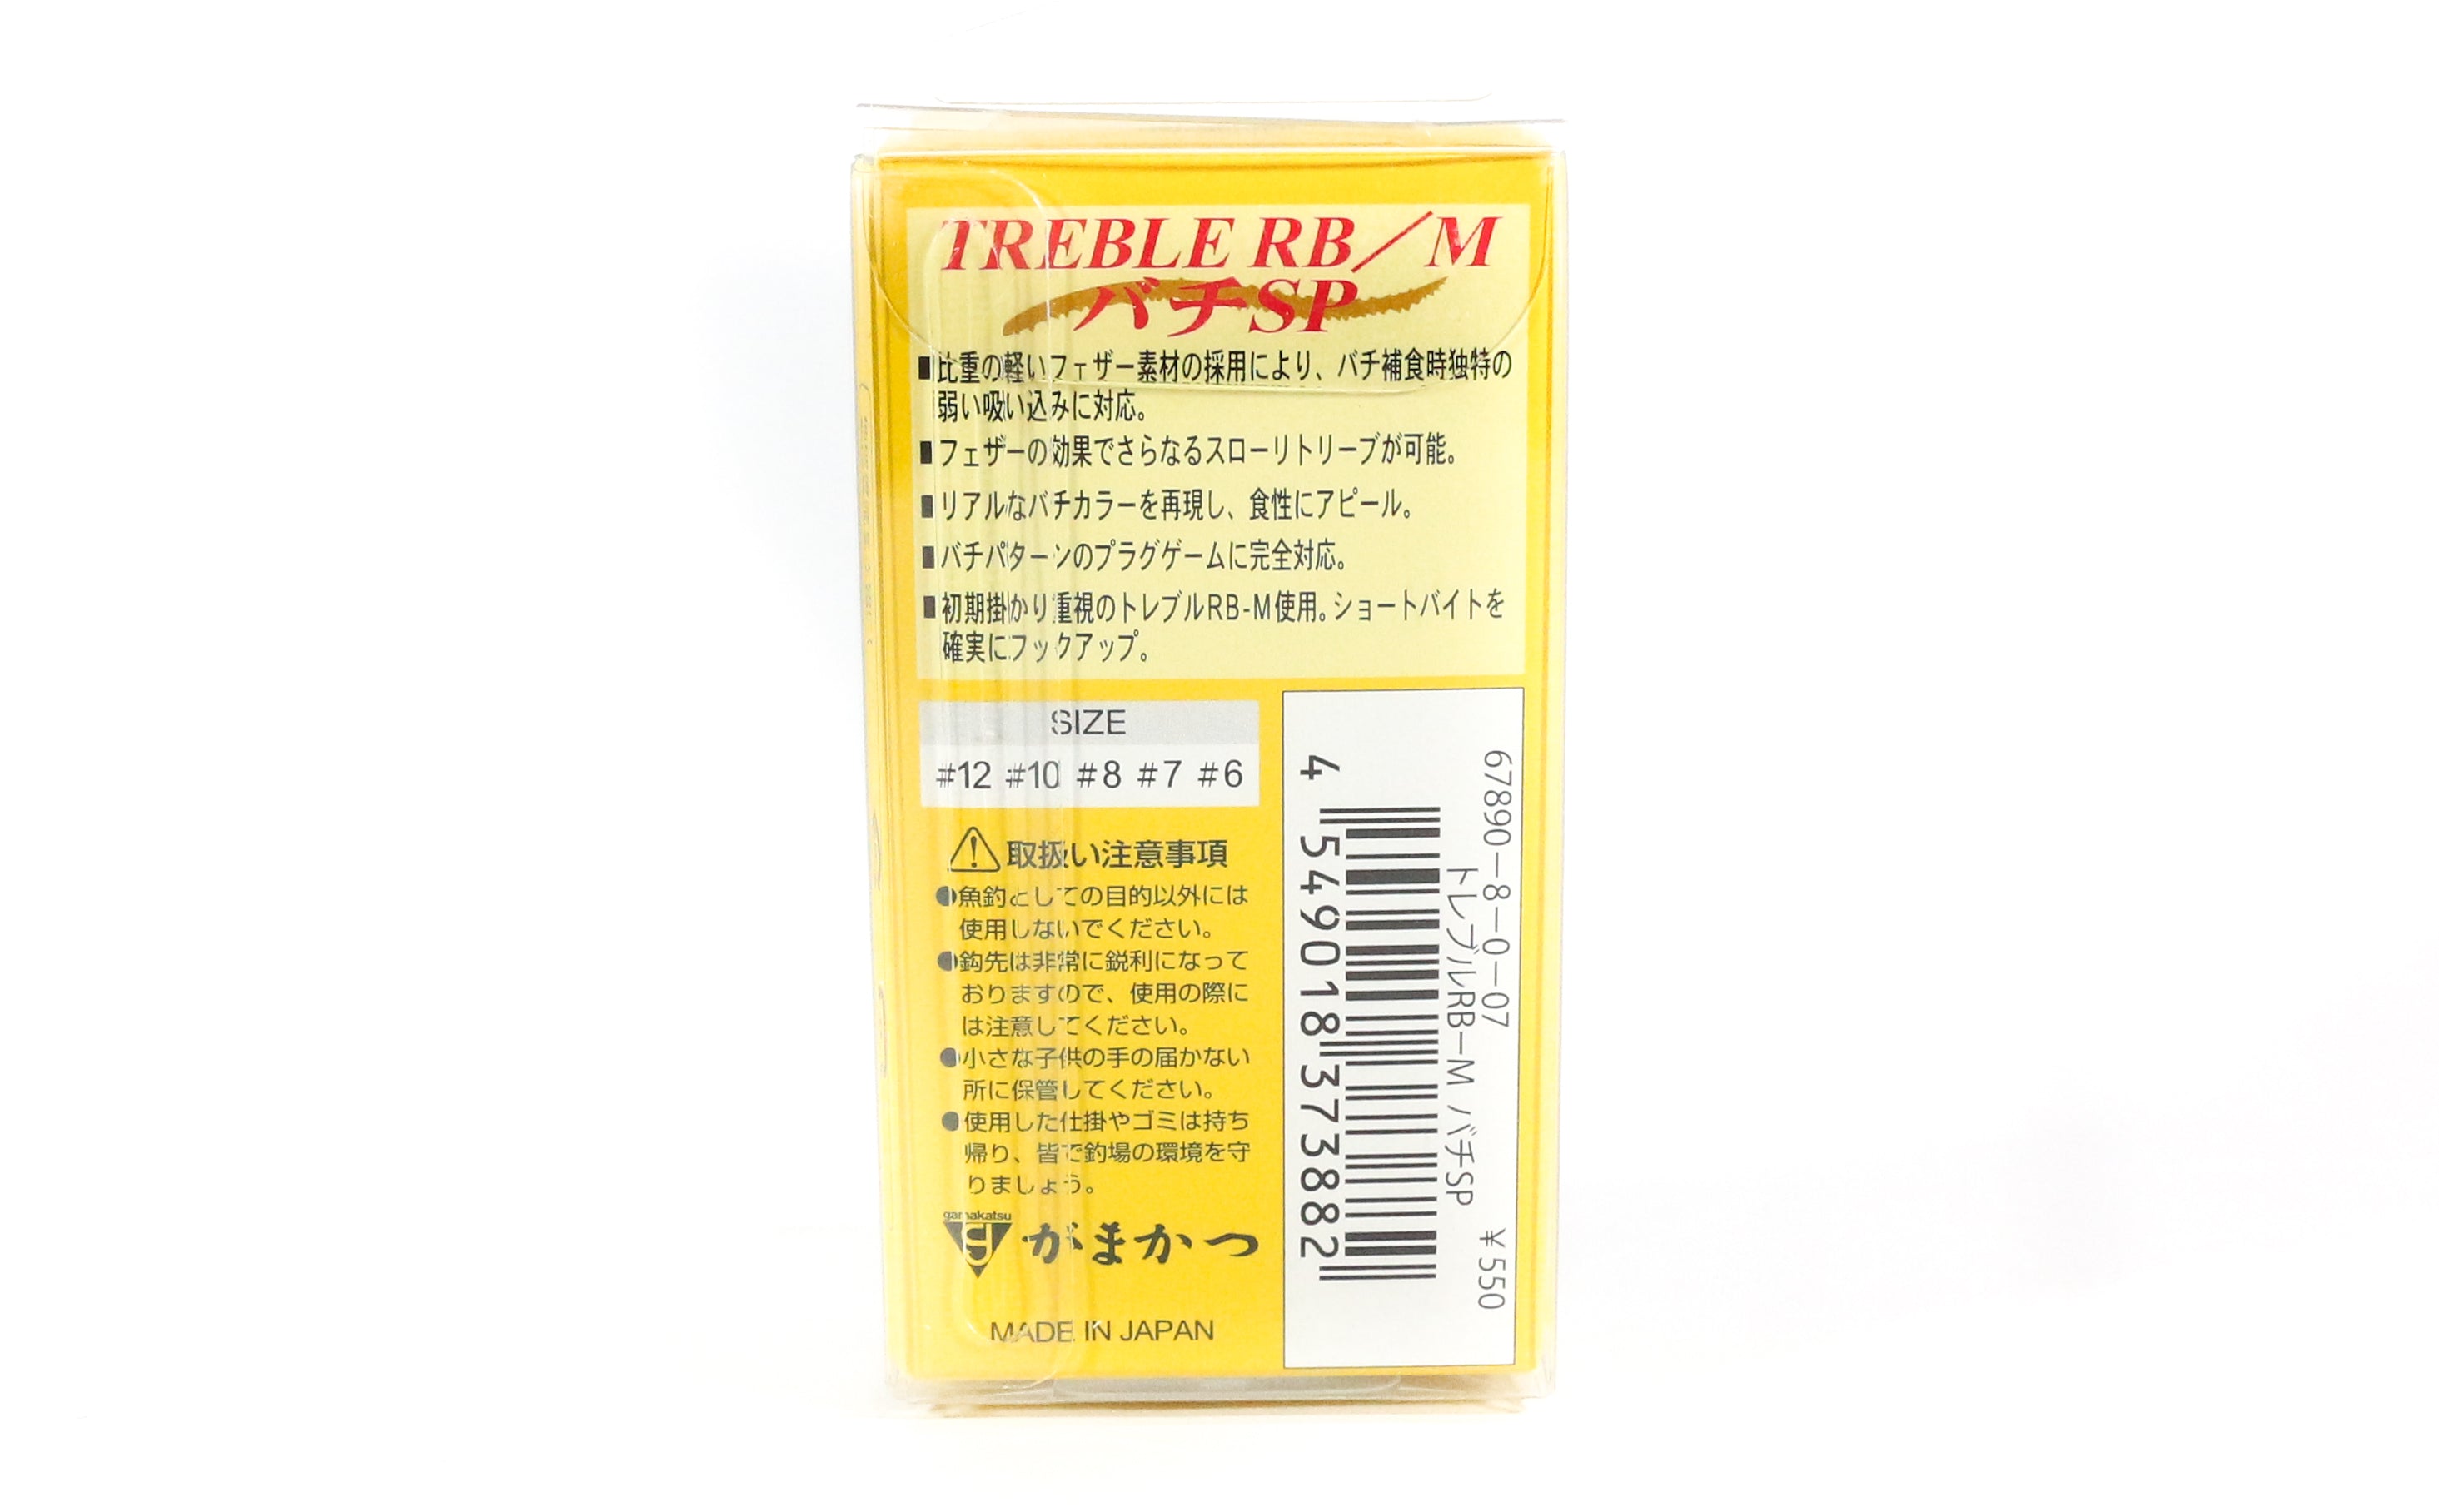 TREBLE RB／M
バチSP
■比重の軽いフェザー素材の採用により、バチ補食時独特の
弱い吸い込みに対応。
■フェザーの効果でさらなるスローリトリーブが可能。
■リアルなバチカラーを再現し、食性にアピール。
■バチパターンのプラグゲームに完全対応。
■初期掛かり重視のトレブルRB-M使用。ショートバイトを
確実にフックアップ。
SIZE
#12 #10 #8 #7 #6
取扱い注意事項
●魚釣としての目的以外には
使用しないでください。
●鈎先は非常に鋭利になって
おりますので、使用の際に
は注意してください。
●小さな子供の手の届かない
所に保管してください。
●使用した仕掛やゴミは持ち
帰り、皆で釣場の環境を守
りましょう。
gamakatsu
がまかつ
MADE IN JAPAN
67890－8－0－07
トレブルRB－M バチSP
¥550
4 549018 373882